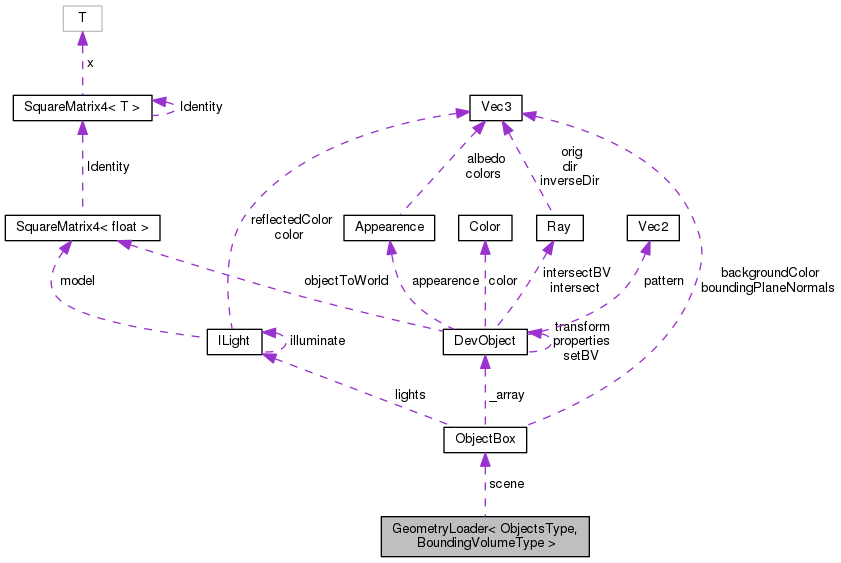 T
x
SquareMatrix4< T >
Identity
Vec3
Identity
albedo
colors
orig
dir
inverseDir
SquareMatrix4< float >
reflectedColor
color
Appearence
Color
Ray
Vec2
model
objectToWorld
appearence
color
intersectBV
intersect
pattern
backgroundColor
boundingPlaneNormals
ILight
illuminate
DevObject
transform
properties
setBV
lights
_array
ObjectBox
scene
GeometryLoader< ObjectsType,
BoundingVolumeType >